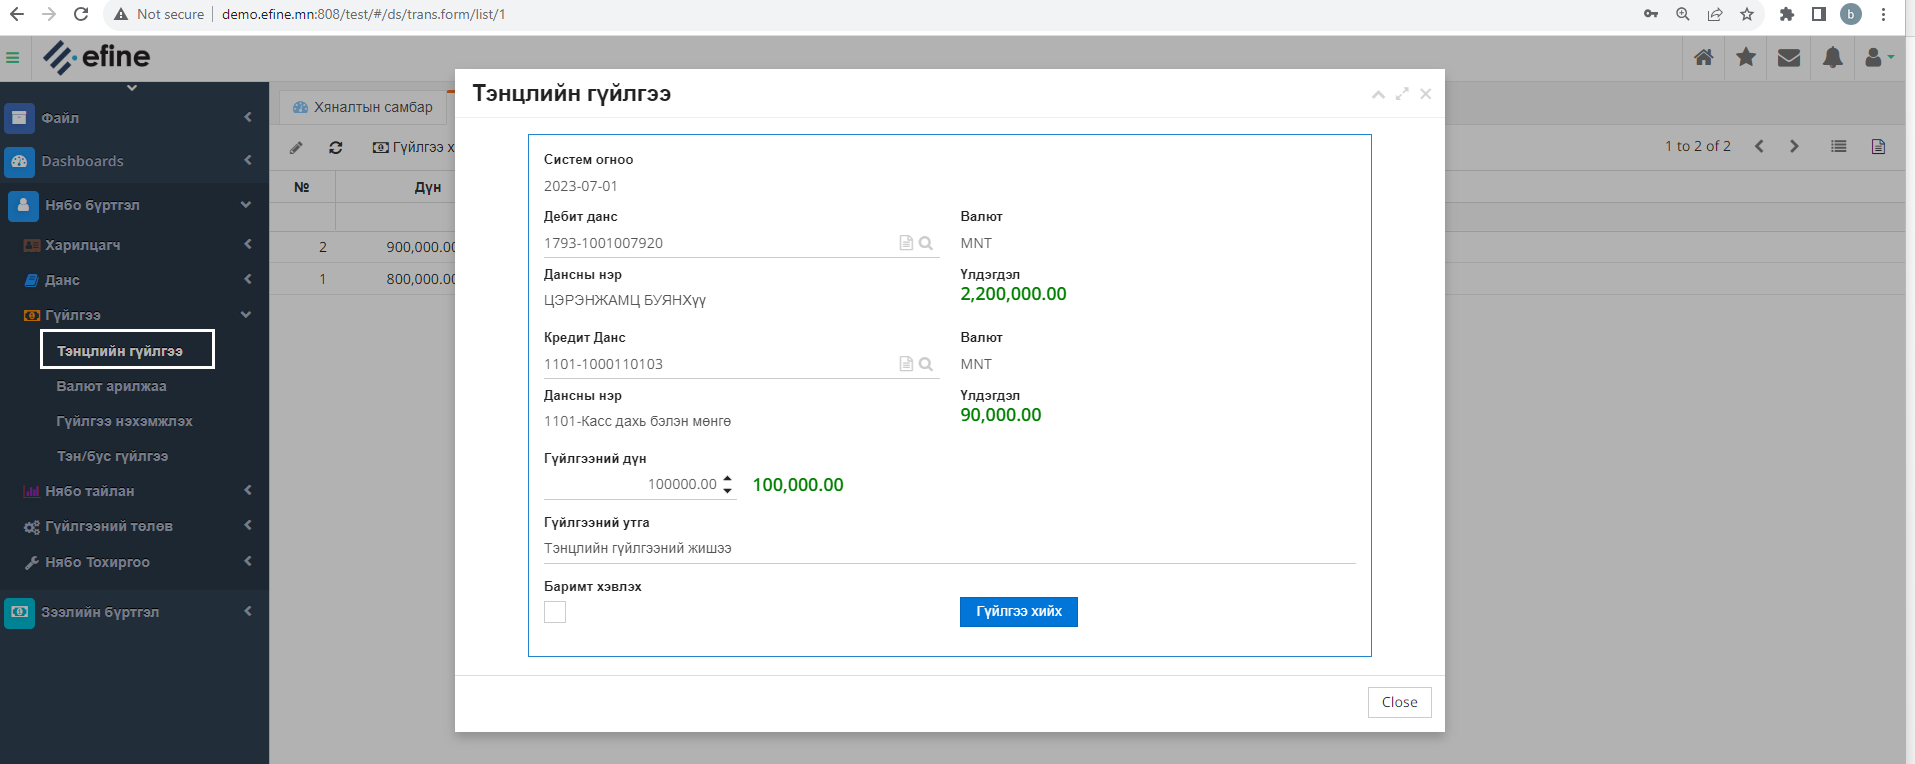 Not secure
demo.efine.mn:808/test/#/ds/trans.form/list/1
b
efine
Файл
Dashboards
Нябо бүртгэл
Харилцагч
Данс
Гүйлгээ
Тэнцлийн гүйлгээ
Валют арилжаа
Гүйлгээ нэхэмжлэх
Тэн/бус гүйлгээ
Нябо тайлан
Гүйлгээний төлөв
Нябо Тохиргоо
Зээлийн бүртгэл
Хяналтын самбар
Гүйлгээ х
1 to 2 of 2
№ Дүн
2 900,000.00
1 800,000.00
Тэнцлийн гүйлгээ
Систем огноо
2023-07-01
Дебит данс Валют
1793-1001007920 MNT
Дансны нэр Үлдэгдэл
ЦЭРЭНЖАМЦ БУЯНХүү 2,200,000.00
Кредит Данс Валют
1101-1000110103 MNT
Дансны нэр Үлдэгдэл
1101-Касс дахь бэлэн мөнгө 90,000.00
Гүйлгээний дүн
100000.00 100,000.00
Гүйлгээний утга
Тэнцлийн гүйлгээний жишээ
Баримт хэвлэх
Гүйлгээ хийх
Close